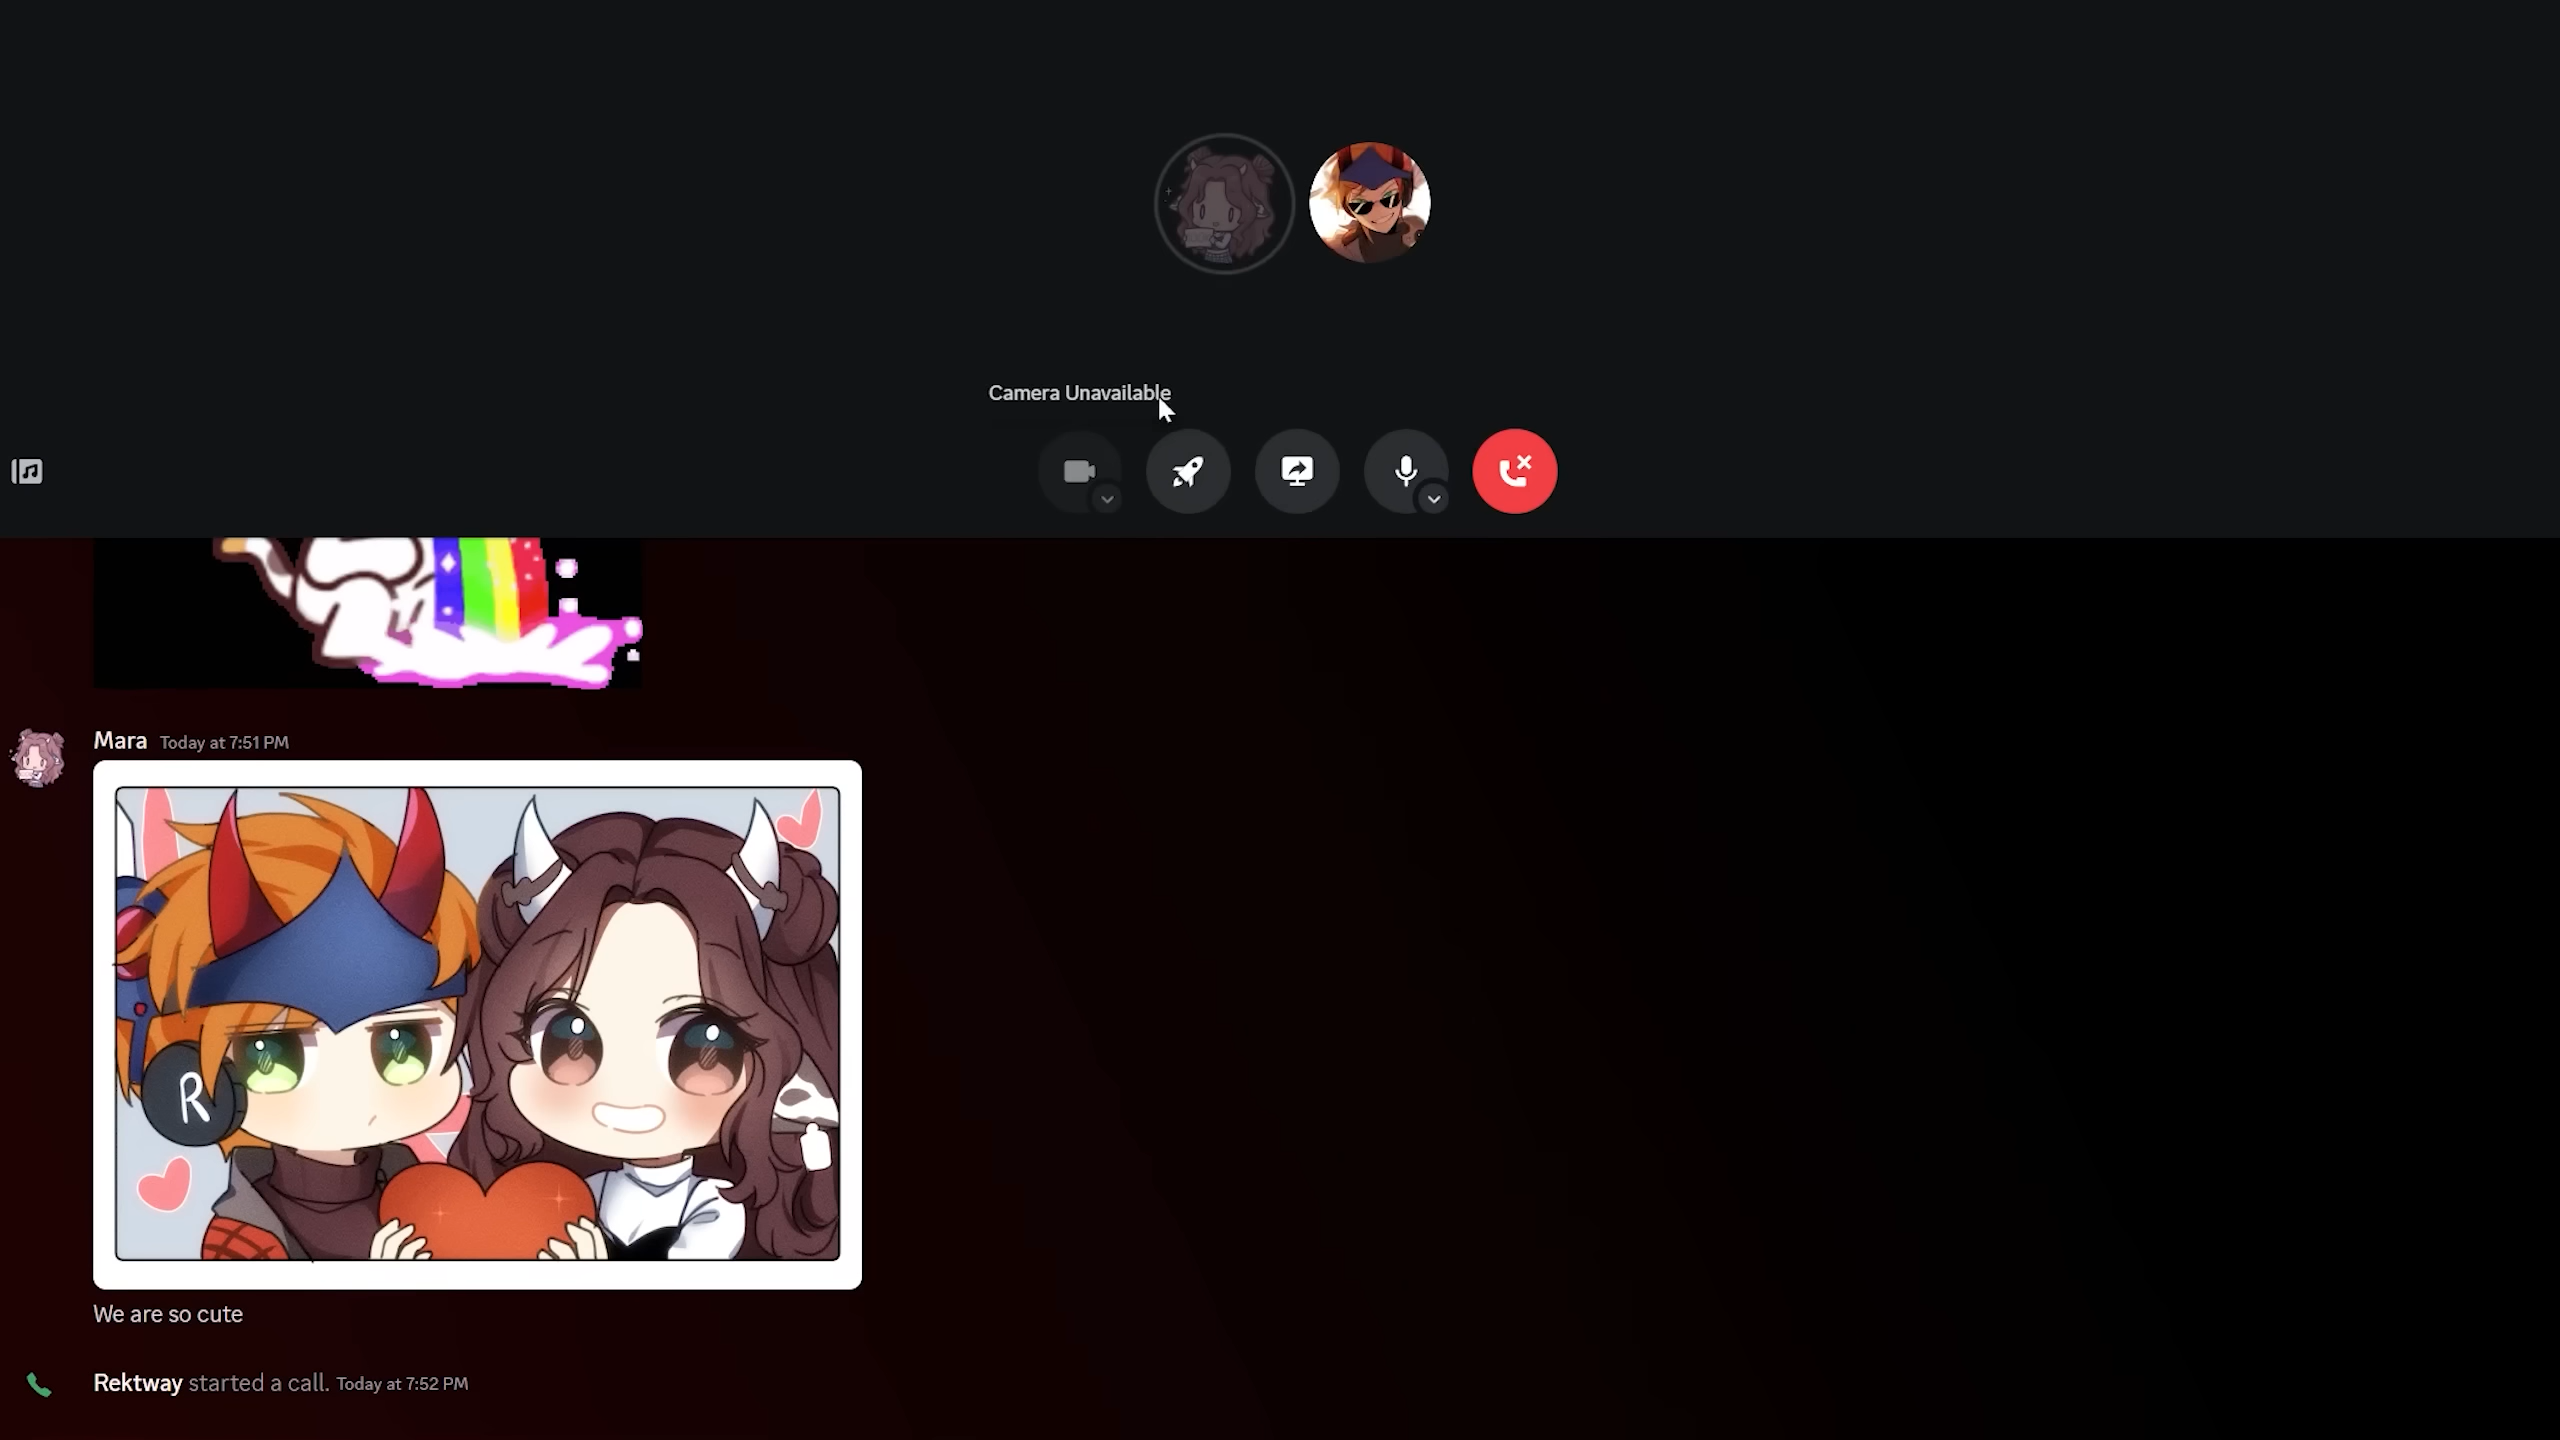 Camera Unavailable
Mara Today at 7:51 PM
R
We are so cute
Rektway started a call. Today at 7:52 PM